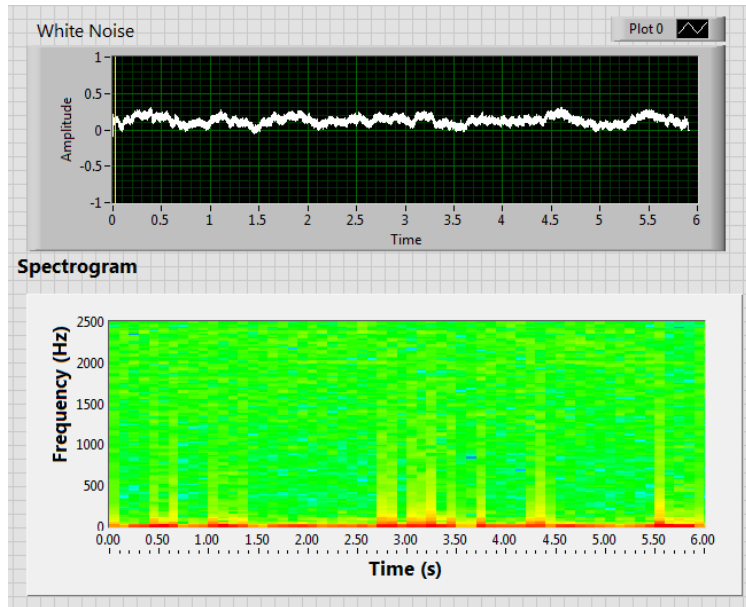 White Noise
Plot 0
Amplitude
1
0.5
0
-0.5
-1
0 0.5 1 1.5 2 2.5 3 3.5 4 4.5 5 5.5 6
Time
Spectrogram
Frequency (Hz)
2500
2000
1500
1000
500
0
0.00 0.50 1.00 1.50 2.00 2.50 3.00 3.50 4.00 4.50 5.00 5.50 6.00
Time (s)